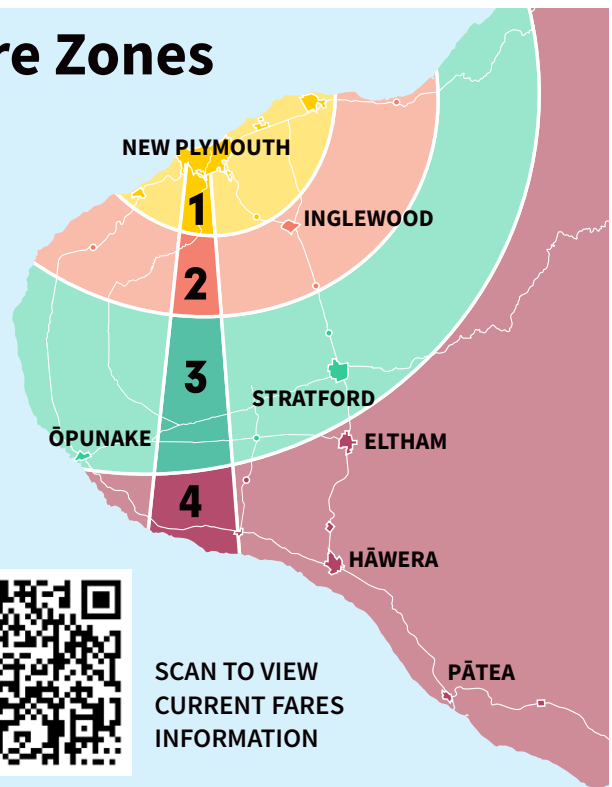 re Zones
NEW PLYMOUTH
1
INGLEWOOD
2
3
STRATFORD
ŌPUNAKE
ELTHAM
4
HĀWERA
PĀTEA
SCAN TO VIEW
CURRENT FARES
INFORMATION